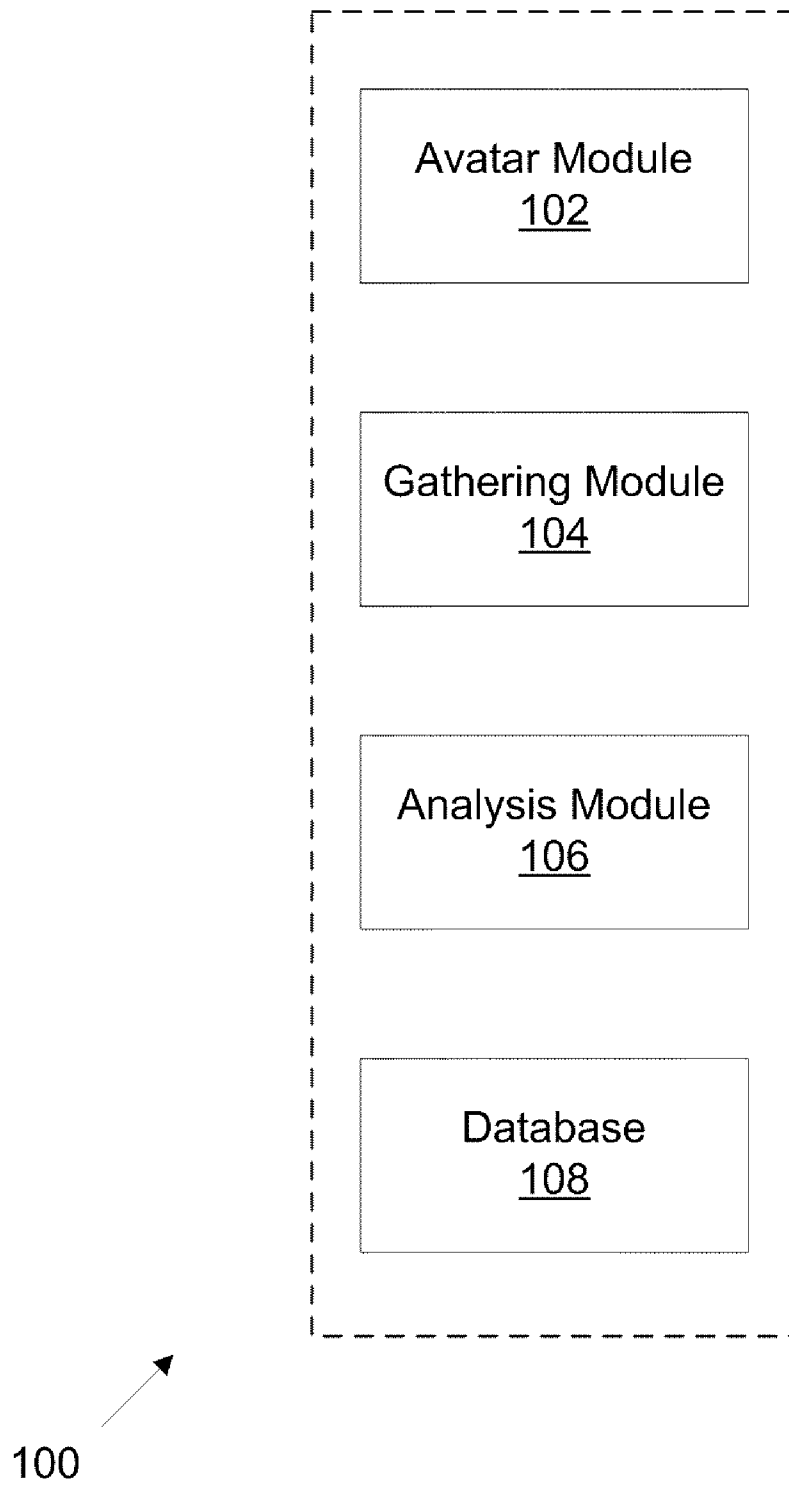 Avatar Module
102
Gathering Module
104
Analysis Module
106
Database
108
100